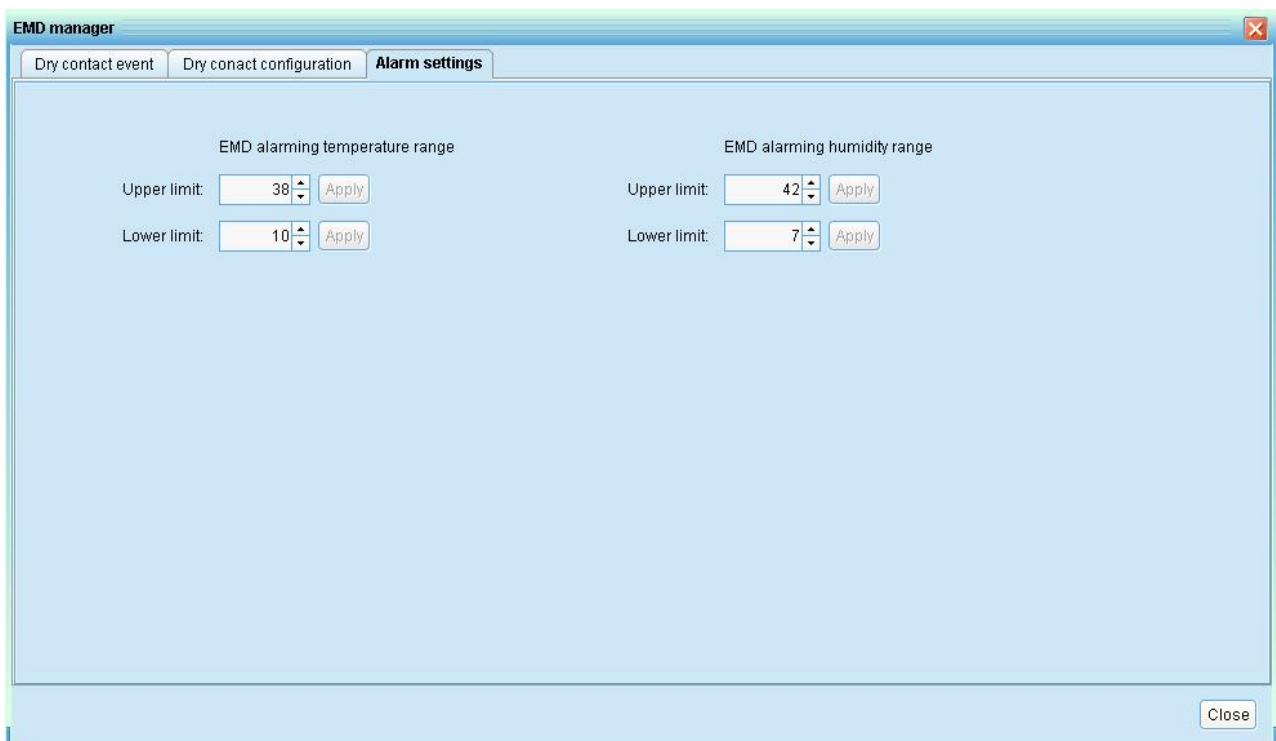 EMD manager
Dry contact event Dry conact configuration Alarm settings
EMD alarming temperature range EMD alarming humidity range
Upper limit: 38 Apply Upper limit: 42 Apply
Lower limit: 10 Apply Lower limit: 7 Apply
Close